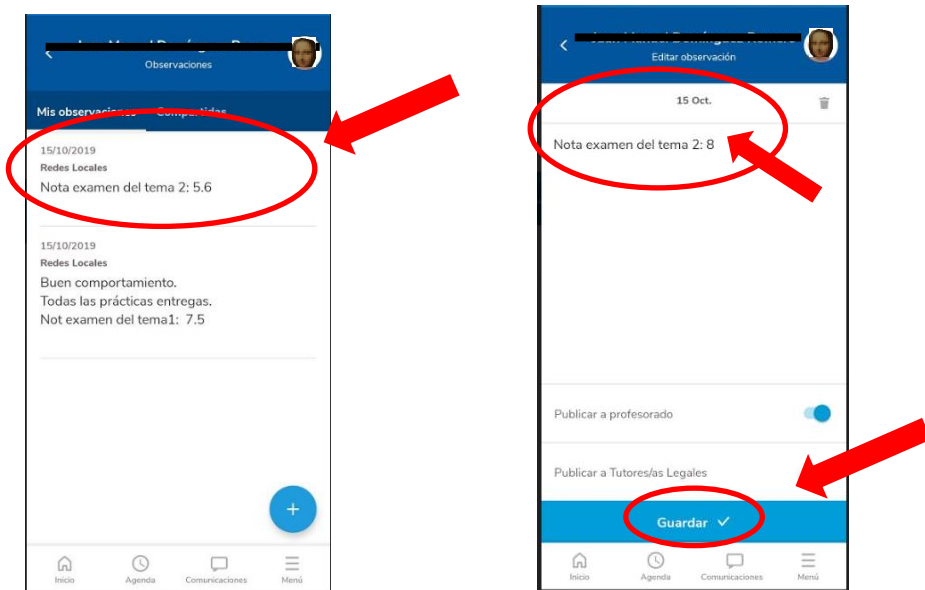 Observaciones
Mis observaciones Compartidas
15/10/2019
Redes Locales
Nota examen del tema 2: 5.6
15/10/2019
Redes Locales
Buen comportamiento.
Todas las prácticas entregas.
Not examen del tema1: 7.5
+
Inicio Agenda Comunicaciones Menú
Editar observación
15 Oct.
Nota examen del tema 2: 8
Publicar a profesorado
Publicar a Tutores/as Legales
Guardar ✓
Inicio Agenda Comunicaciones Menú